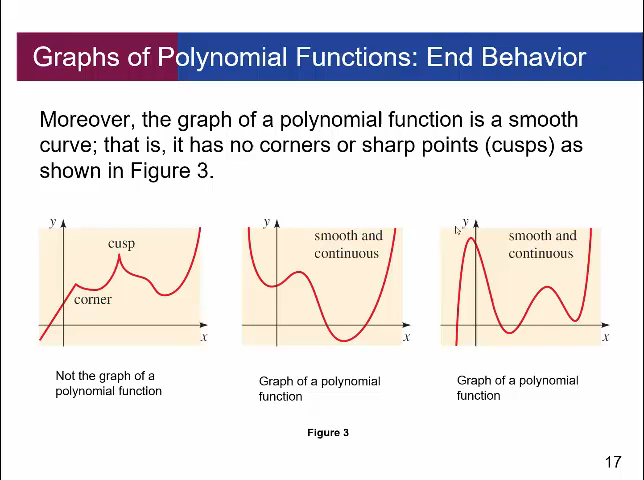 Graphs of Polynomial Functions: End Behavior
Moreover, the graph of a polynomial function is a smooth
curve; that is, it has no corners or sharp points (cusps) as
shown in Figure 3.
y
cusp
corner
x
Not the graph of a
polynomial function
y
smooth and
continuous
x
Graph of a polynomial
function
y
smooth and
continuous
x
Graph of a polynomial
function
Figure 3
17